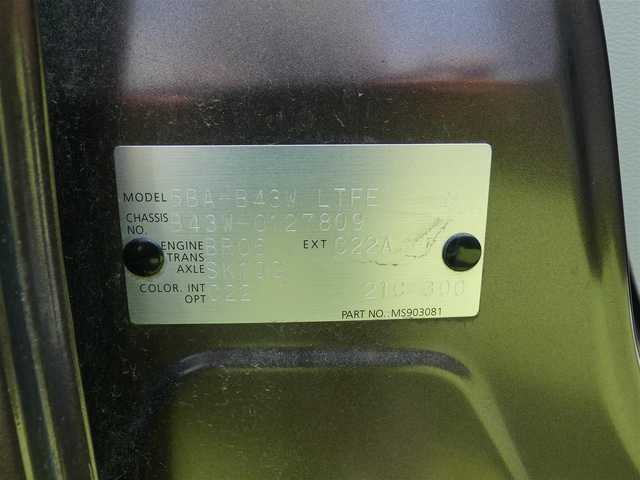 MODEL 5BA-B43W LTFE
CHASSIS NO. B43W-0127809
ENGINE BR06 EXT C22A
TRANS AXLE
COLOR. INT OPT C22 21C 300
PART NO.:MS903081